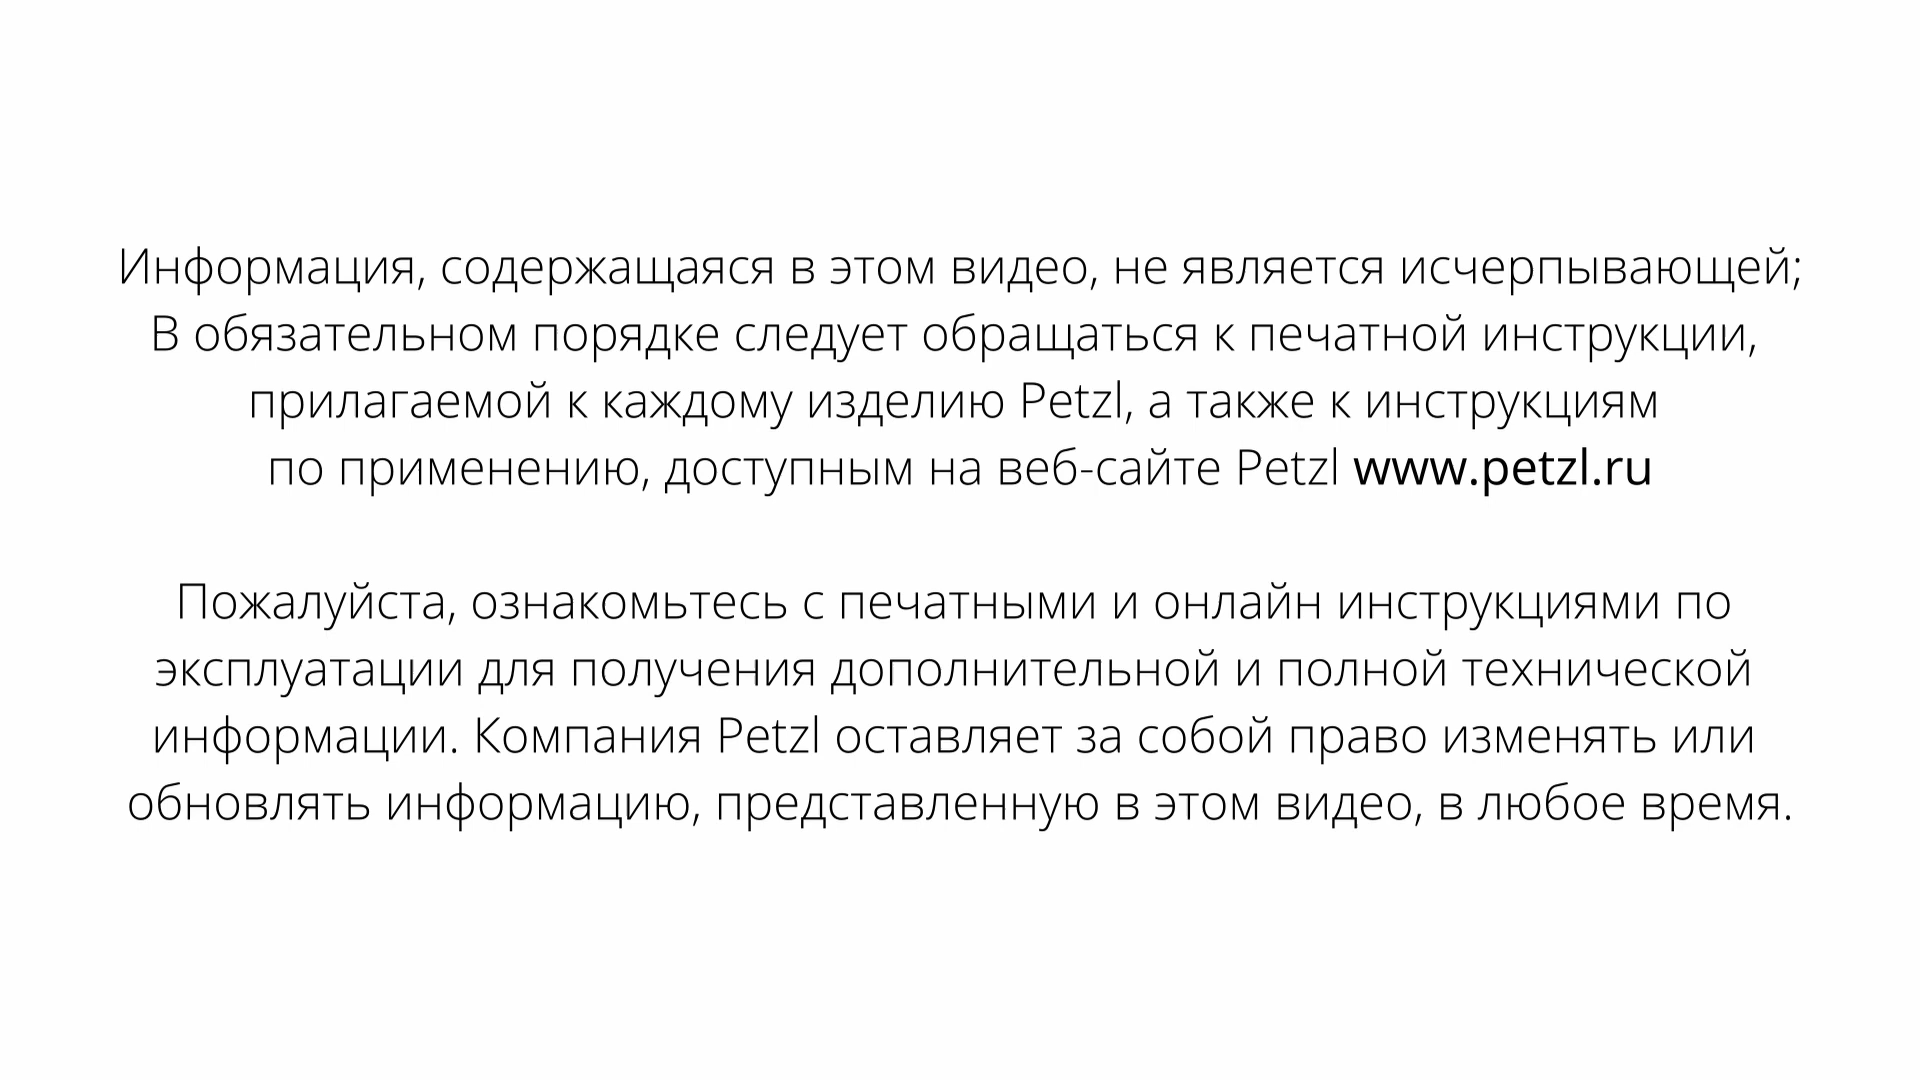 Информация, содержащаяся в этом видео, не является исчерпывающей;
В обязательном порядке следует обращаться к печатной инструкции,
прилагаемой к каждому изделию Petzl, а также к инструкциям
по применению, доступным на веб-сайте Petzl www.petzl.ru
Пожалуйста, ознакомьтесь с печатными и онлайн инструкциями по
эксплуатации для получения дополнительной и полной технической
информации. Компания Petzl оставляет за собой право изменять или
обновлять информацию, представленную в этом видео, в любое время.